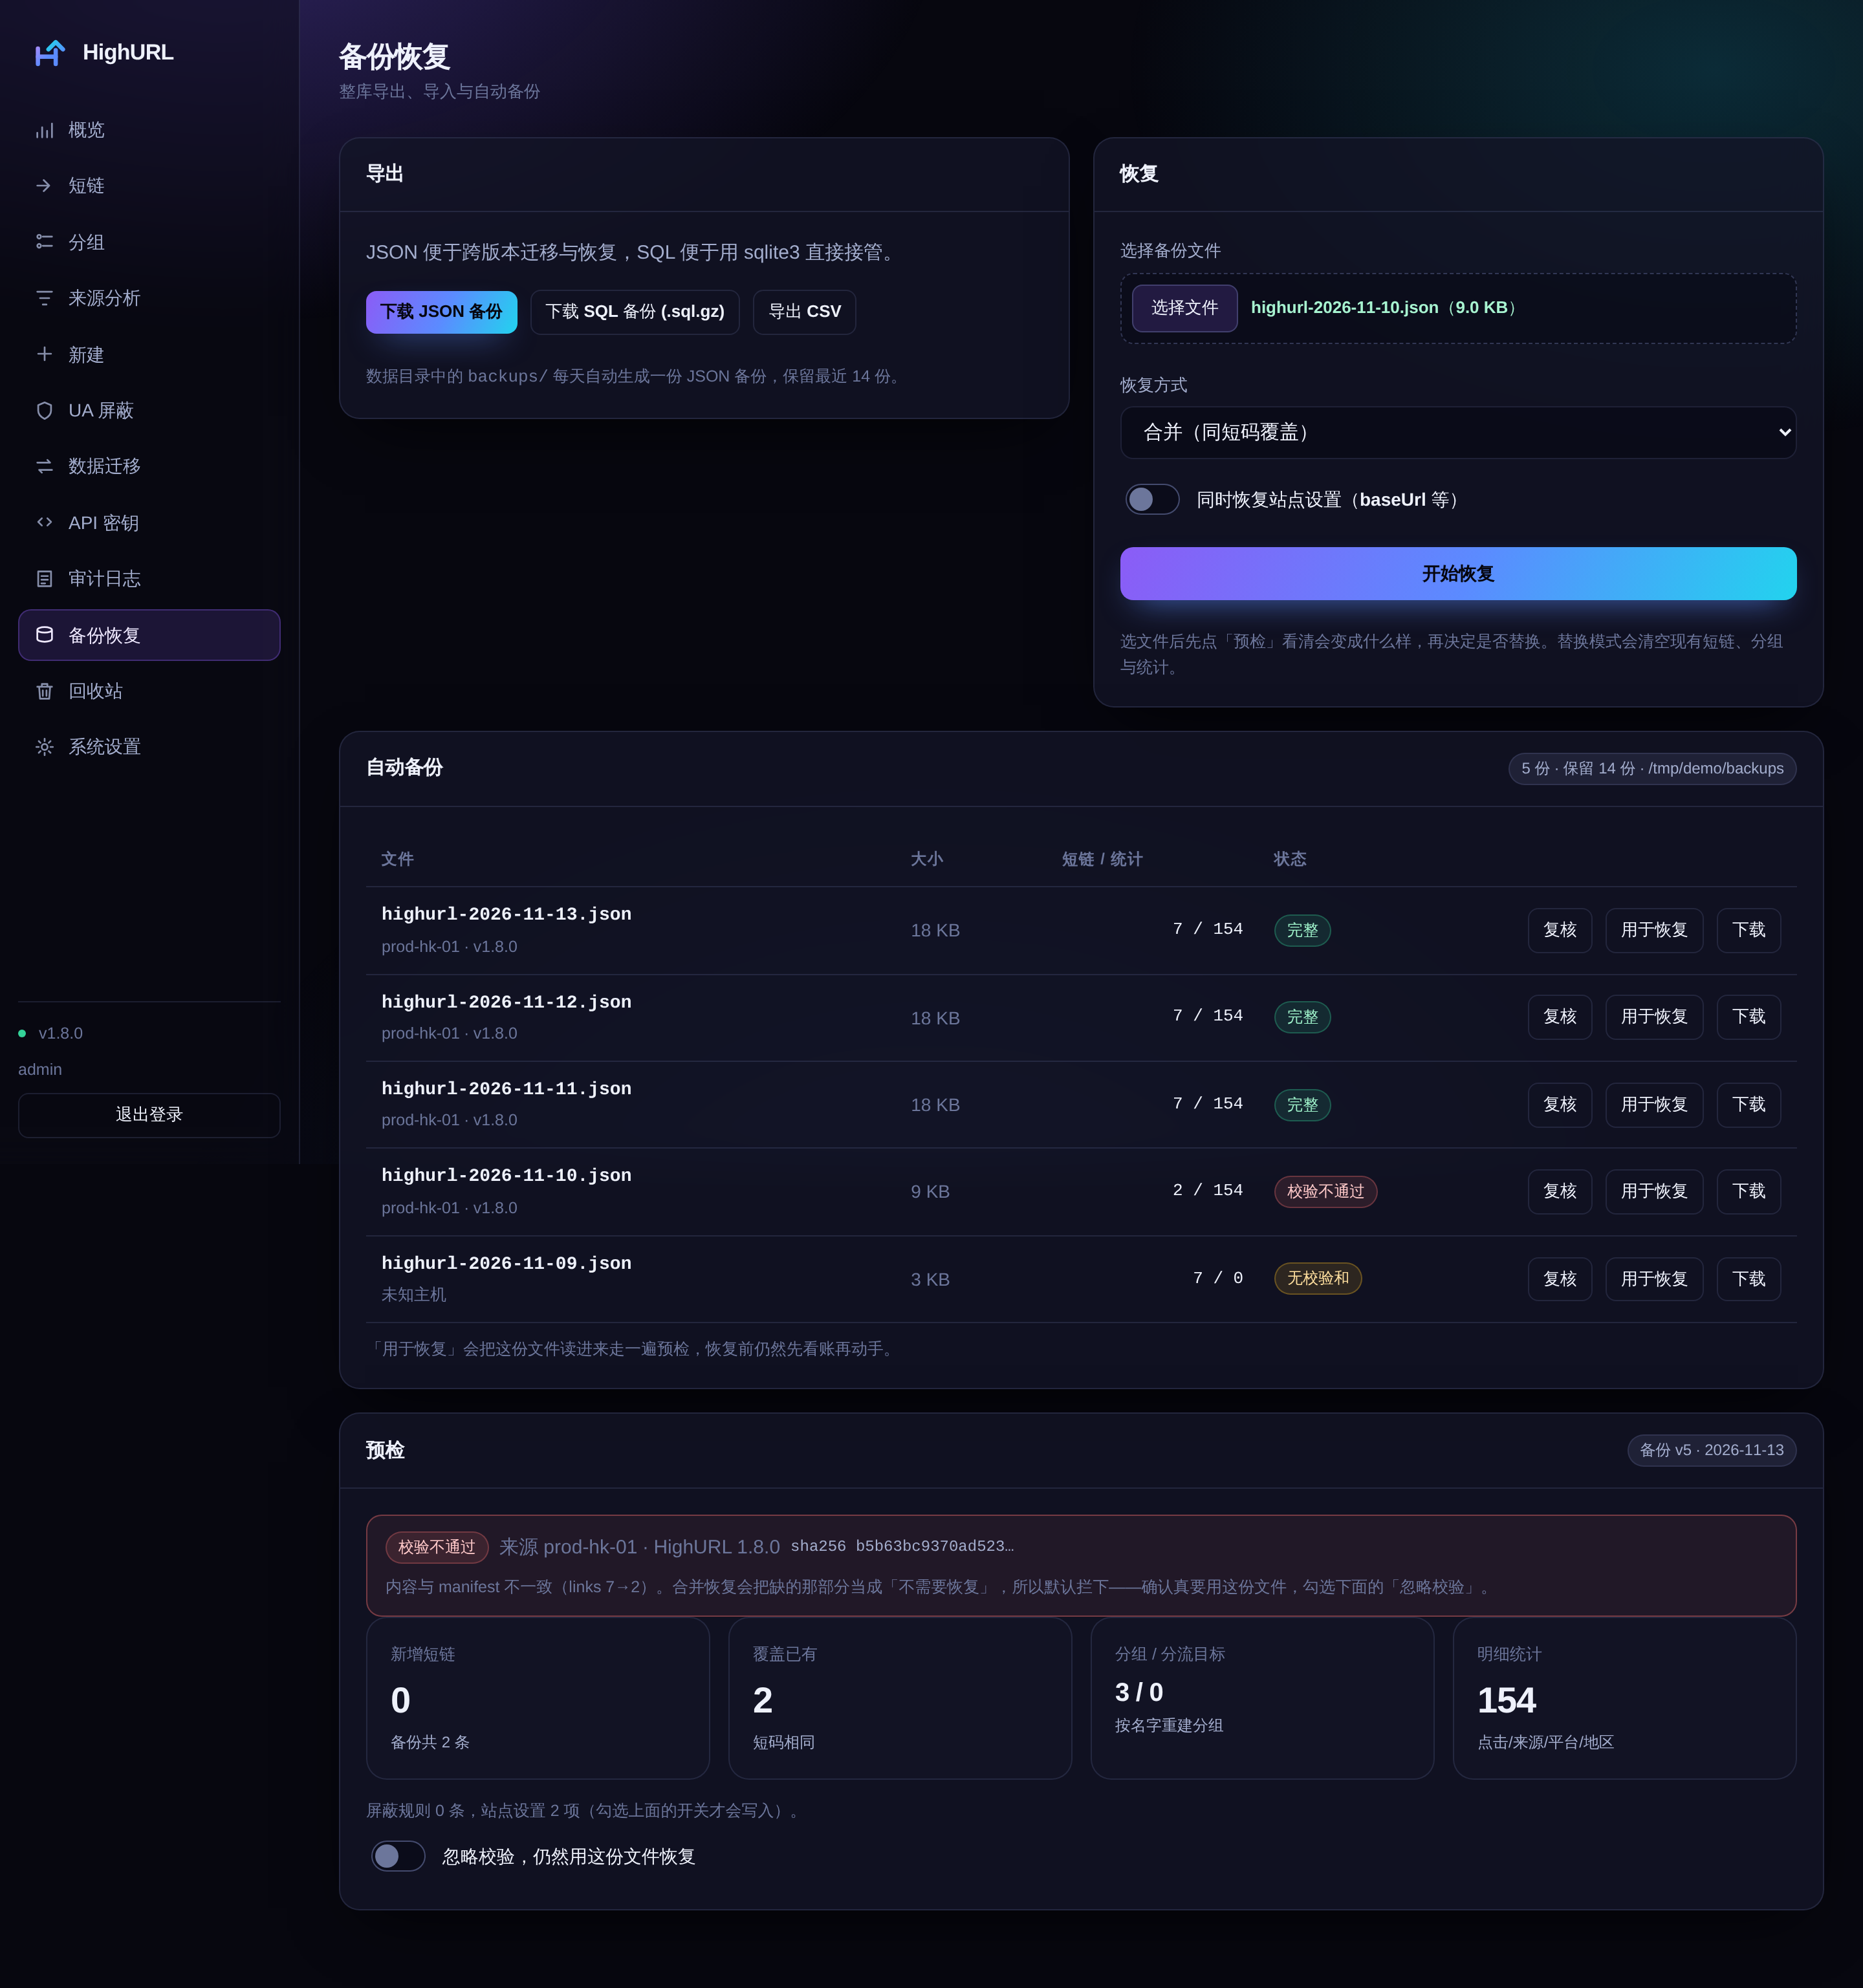 HighURL
概览
短链
分组
来源分析
新建
UA 屏蔽
数据迁移
API 密钥
审计日志
备份恢复
回收站
系统设置
v1.8.0
admin
退出登录
备份恢复
整库导出、导入与自动备份
导出
JSON 便于跨版本迁移与恢复，SQL 便于用 sqlite3 直接接管。
下载 JSON 备份
下载 SQL 备份 (.sql.gz)
导出 CSV
数据目录中的 backups/ 每天自动生成一份 JSON 备份，保留最近 14 份。
恢复
选择备份文件
选择文件 highurl-2026-11-10.json（9.0 KB）
恢复方式
合并（同短码覆盖）
同时恢复站点设置（baseUrl 等）
开始恢复
选文件后先点「预检」看清会变成什么样，再决定是否替换。替换模式会清空现有短链、分组
与统计。
自动备份
5 份 · 保留 14 份 · /tmp/demo/backups
文件 大小 短链 / 统计 状态
highurl-2026-11-13.json
prod-hk-01 · v1.8.0
18 KB 7 / 154 完整 复核 用于恢复 下载
highurl-2026-11-12.json
prod-hk-01 · v1.8.0
18 KB 7 / 154 完整 复核 用于恢复 下载
highurl-2026-11-11.json
prod-hk-01 · v1.8.0
18 KB 7 / 154 完整 复核 用于恢复 下载
highurl-2026-11-10.json
prod-hk-01 · v1.8.0
9 KB 2 / 154 校验不通过 复核 用于恢复 下载
highurl-2026-11-09.json
未知主机
3 KB 7 / 0 无校验和 复核 用于恢复 下载
「用于恢复」会把这份文件读进来走一遍预检，恢复前仍然先看账再动手。
预检
备份 v5 · 2026-11-13
校验不通过 来源 prod-hk-01 · HighURL 1.8.0 sha256 b5b63bc9370ad523…
内容与 manifest 不一致（links 7→2）。合并恢复会把缺的那部分当成「不需要恢复」，所以默认拦下——确认真要用这份文件，勾选下面的「忽略校验」。
新增短链
0
备份共 2 条
覆盖已有
2
短码相同
分组 / 分流目标
3 / 0
按名字重建分组
明细统计
154
点击/来源/平台/地区
屏蔽规则 0 条，站点设置 2 项（勾选上面的开关才会写入）。
忽略校验，仍然用这份文件恢复